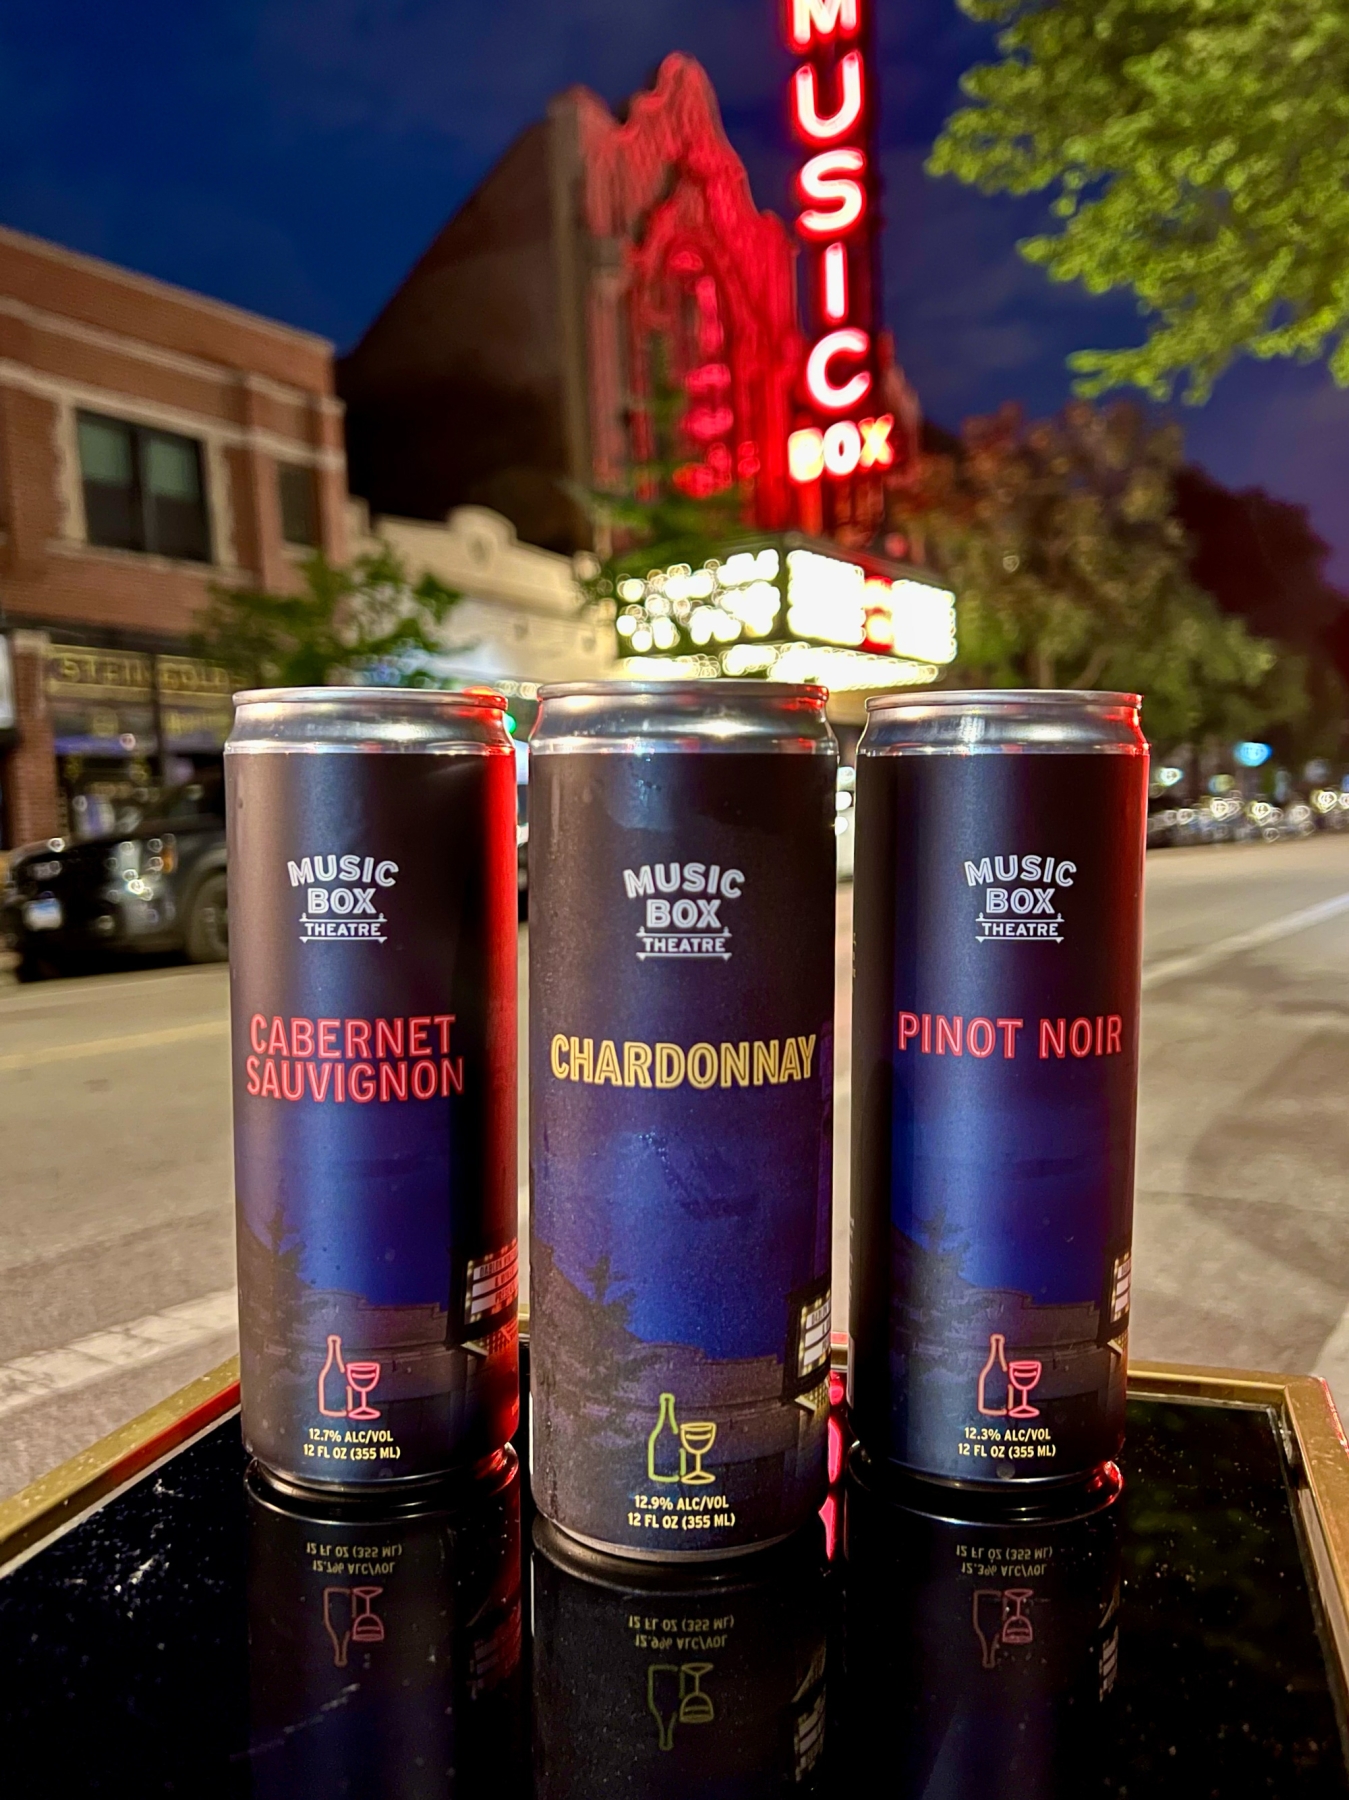 MUSIC
BOX
MUSIC
BOX
THEATRE
CABERNET
SAUVIGNON
12.7% ALC/VOL
12 FL OZ (355 ML)
MUSIC
BOX
THEATRE
CHARDONNAY
12.9% ALC/VOL
12 FL OZ (355 ML)
MUSIC
BOX
THEATRE
PINOT NOIR
12.3% ALC/VOL
12 FL OZ (355 ML)